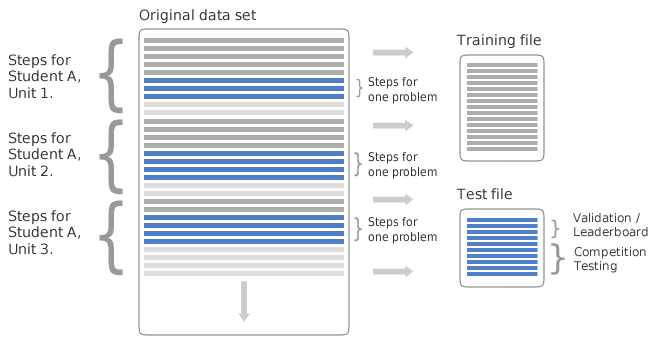 Original data set
Steps for
Student A,
Unit 1.
Steps for
one problem
Steps for
Student A,
Unit 2.
Steps for
one problem
Steps for
Student A,
Unit 3.
Steps for
one problem
Training file
Test file
Validation /
Leaderboard
Competition
Testing